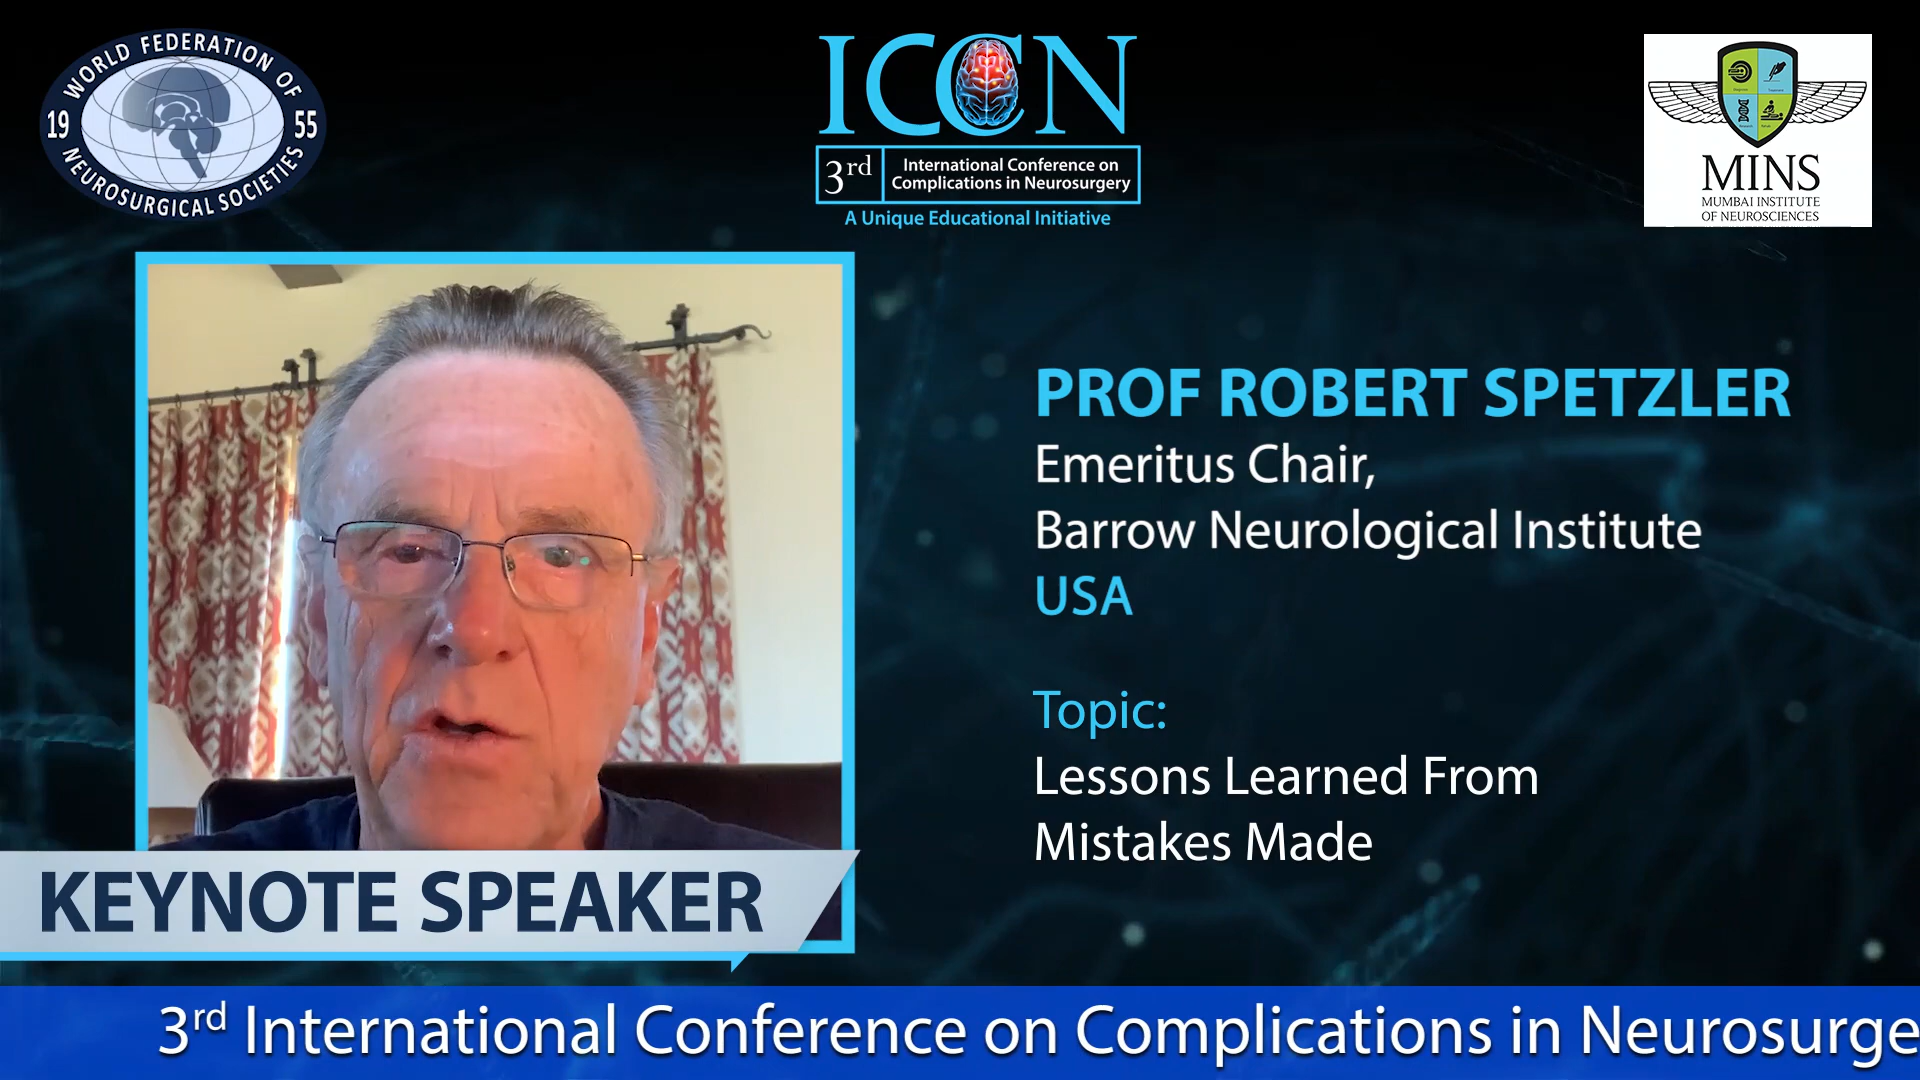 WORLD FEDERATION OF
19 55
NEUROSURGICAL SOCIETIES
ICCN
3rd
International Conference on
Complications in Neurosurgery
A Unique Educational Initiative
MINS
MUMBAI INSTITUTE
OF NEUROSCIENCES
PROF ROBERT SPETZLER
Emeritus Chair,
Barrow Neurological Institute
USA
Topic:
Lessons Learned From
Mistakes Made
KEYNOTE SPEAKER
3rd International Conference on Complications in Neurosurge